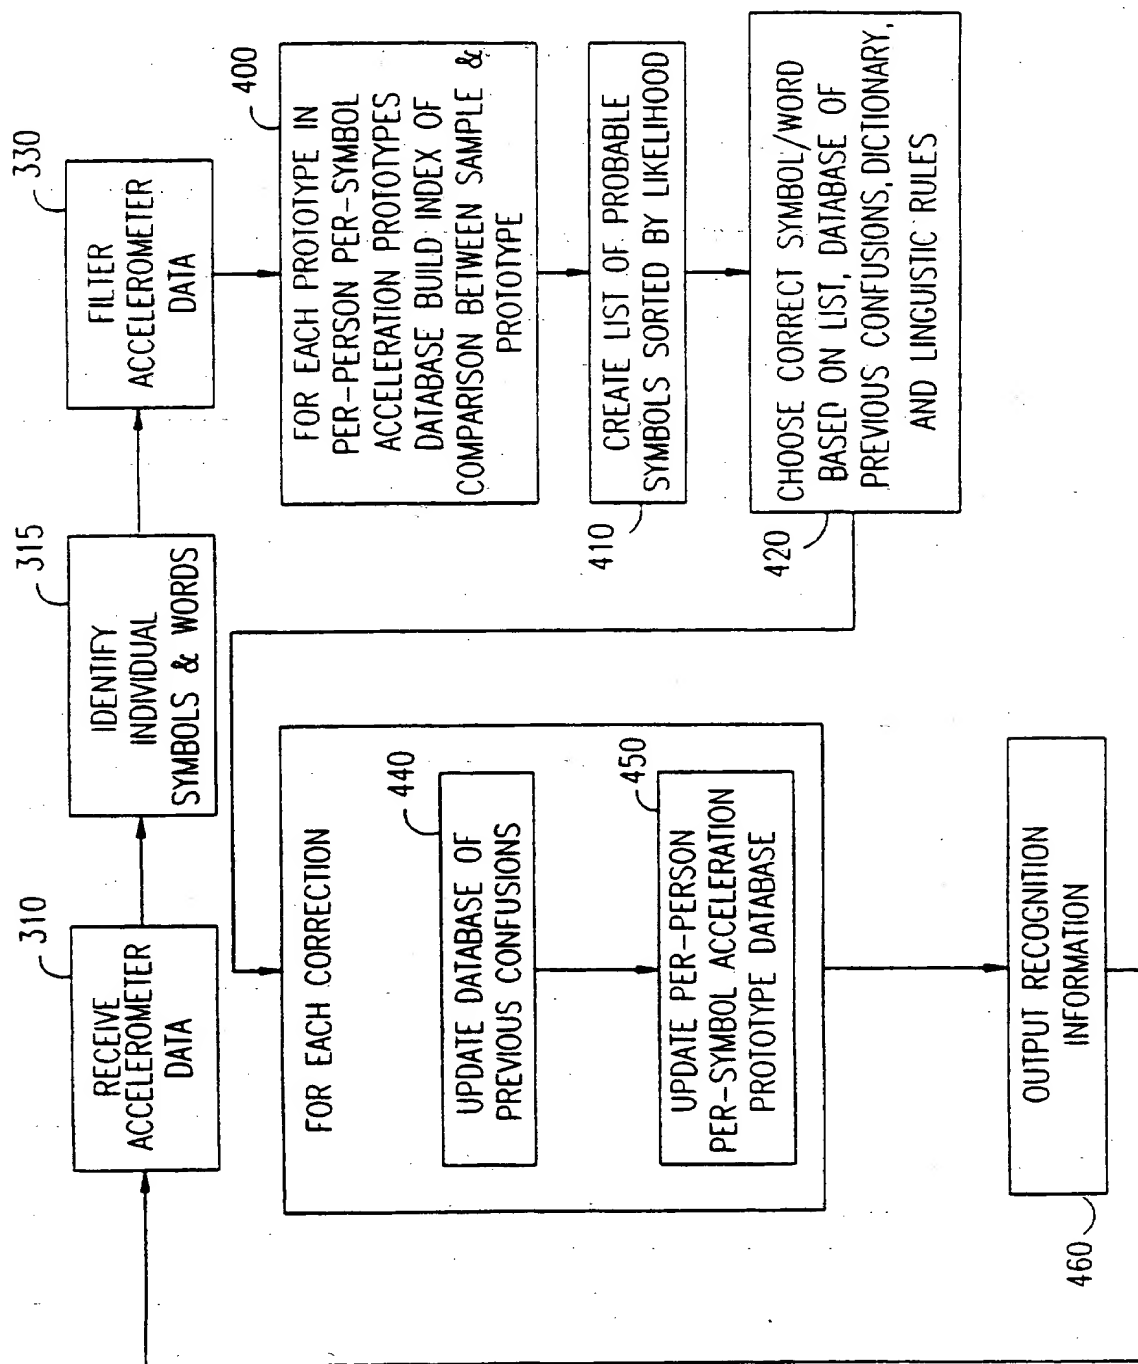 310
RECEIVE
ACCELEROMETER
DATA
315
IDENTIFY
INDIVIDUAL
SYMBOLS & WORDS
330
FILTER
ACCELEROMETER
DATA
400
FOR EACH PROTOTYPE IN
PER-PERSON PER-SYMBOL
ACCELERATION PROTOTYPES
DATABASE BUILD INDEX OF
COMPARISON BETWEEN SAMPLE &
PROTOTYPE
410
CREATE LIST OF PROBABLE
SYMBOLS SORTED BY LIKELIHOOD
420
CHOOSE CORRECT SYMBOL/WORD
BASED ON LIST, DATABASE OF
PREVIOUS CONFUSIONS, DICTIONARY,
AND LINGUISTIC RULES
FOR EACH CORRECTION
440
UPDATE DATABASE OF
PREVIOUS CONFUSIONS
450
UPDATE PER-PERSON
PER-SYMBOL ACCELERATION
PROTOTYPE DATABASE
460
OUTPUT RECOGNITION
INFORMATION